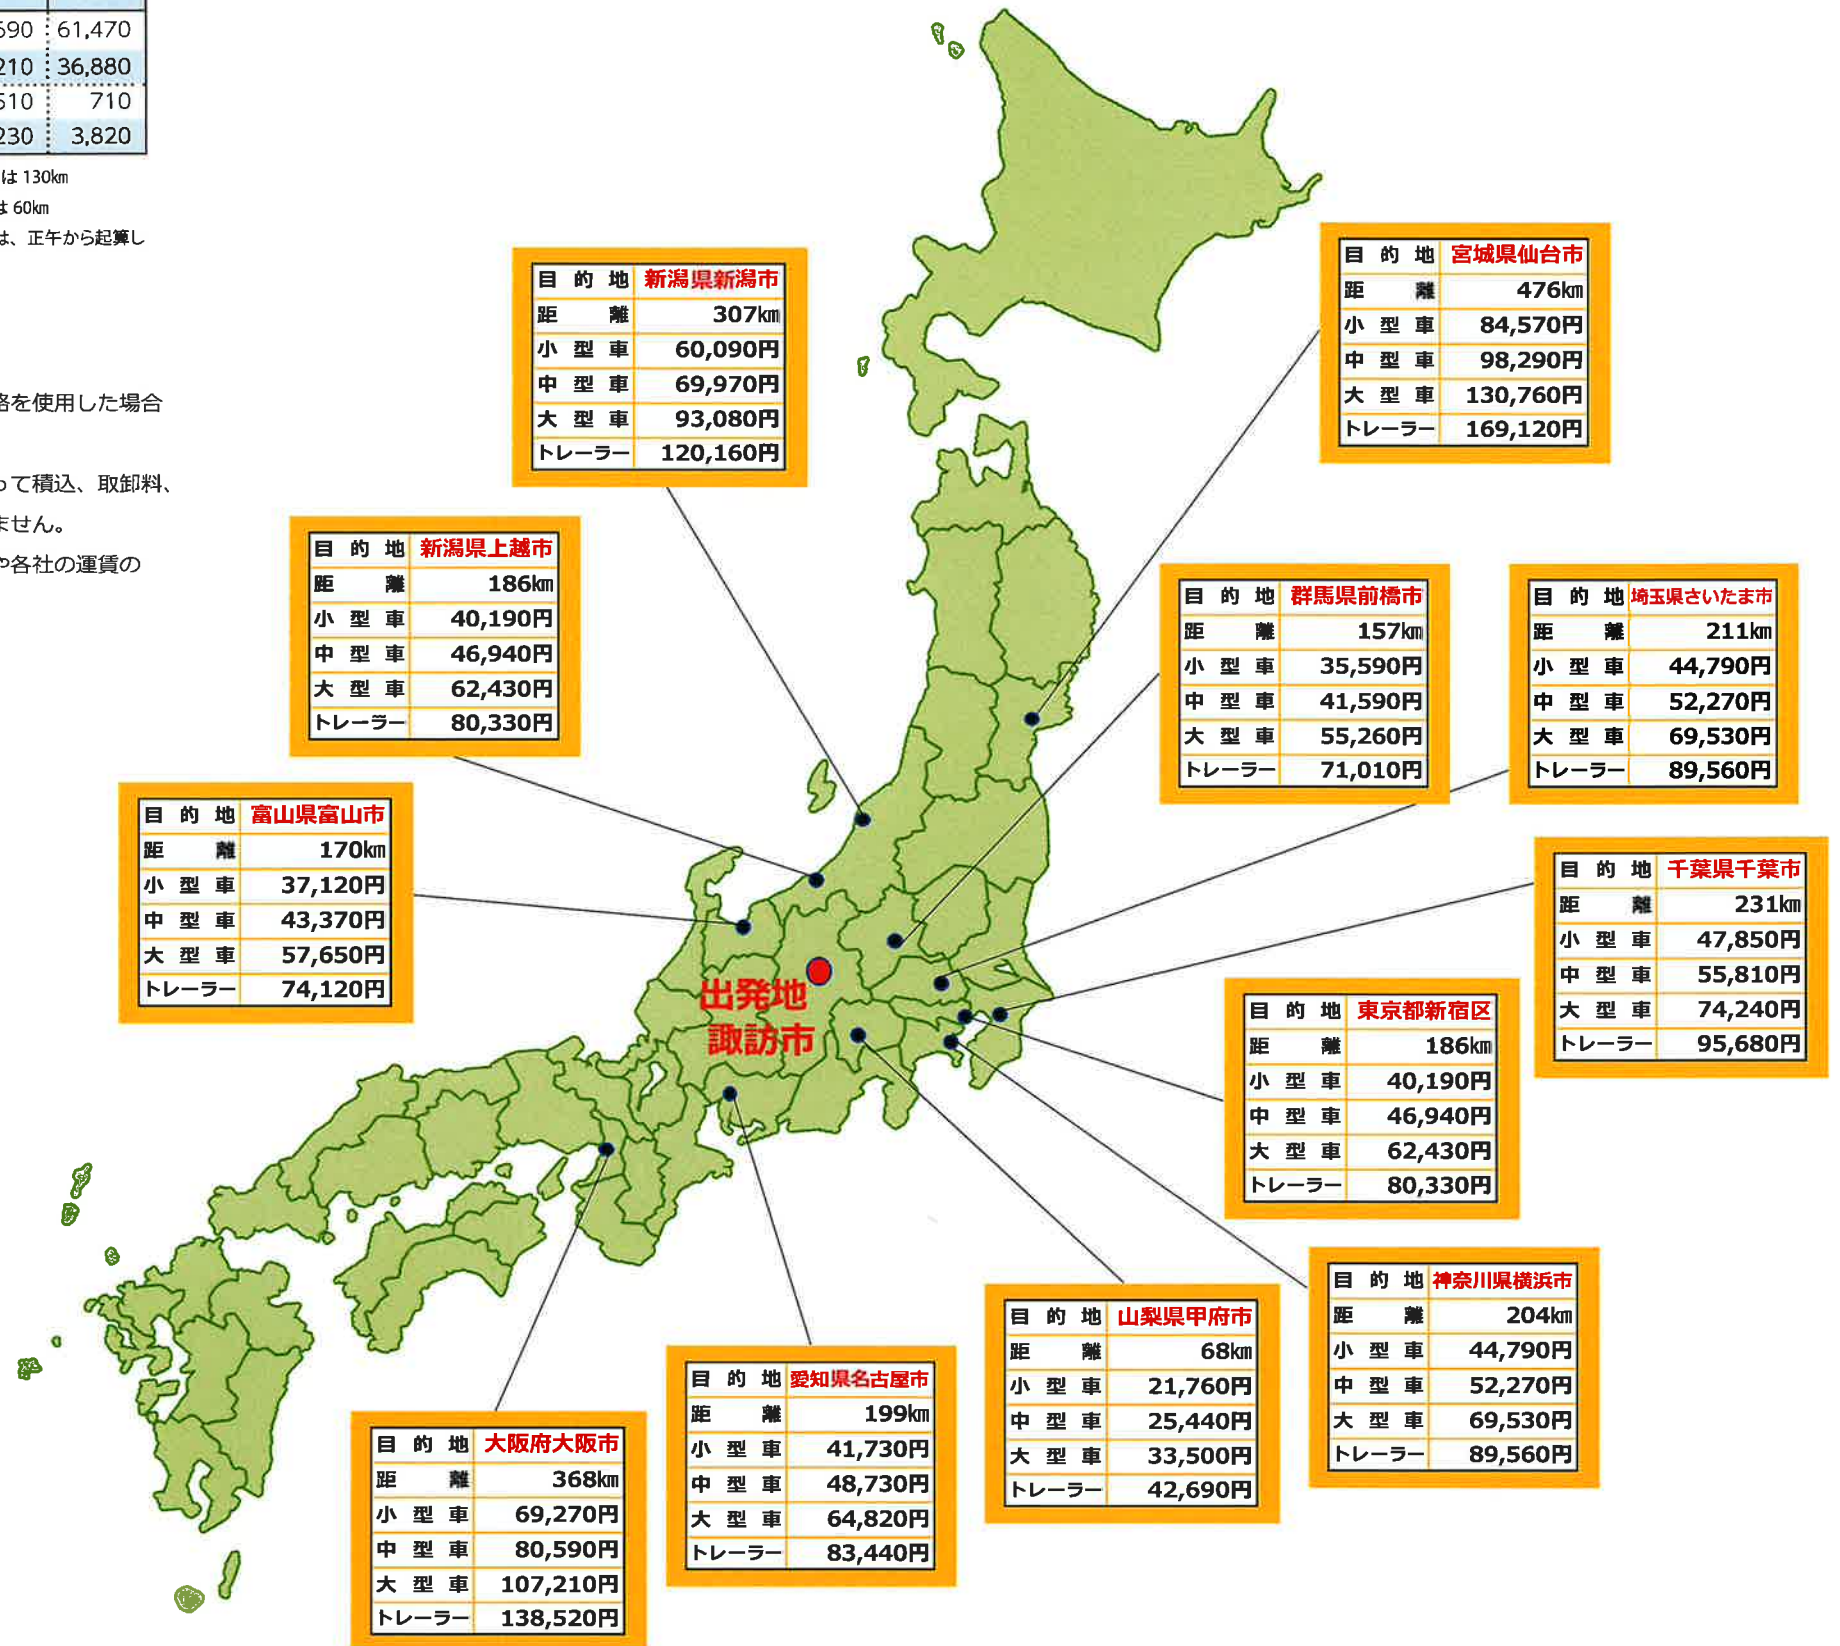 590 61,470
210 36,880
510 710
230 3,820
は 130㎞
は 60㎞
は、正午から起算し
路を使用した場合
って積込、取卸料、
ません。
や各社の運賃の
目的地 新潟県新潟市
距離 307㎞
小型車 60,090円
中型車 69,970円
大型車 93,080円
トレーラー 120,160円
目的地 宮城県仙台市
距離 476㎞
小型車 84,570円
中型車 98,290円
大型車 130,760円
トレーラー 169,120円
目的地 新潟県上越市
距離 186㎞
小型車 40,190円
中型車 46,940円
大型車 62,430円
トレーラー 80,330円
目的地 群馬県前橋市
距離 157㎞
小型車 35,590円
中型車 41,590円
大型車 55,260円
トレーラー 71,010円
目的地 埼玉県さいたま市
距離 211㎞
小型車 44,790円
中型車 52,270円
大型車 69,530円
トレーラー 89,560円
目的地 富山県富山市
距離 170㎞
小型車 37,120円
中型車 43,370円
大型車 57,650円
トレーラー 74,120円
目的地 千葉県千葉市
距離 231㎞
小型車 47,850円
中型車 55,810円
大型車 74,240円
トレーラー 95,680円
出発地
諏訪市
目的地 東京都新宿区
距離 186㎞
小型車 40,190円
中型車 46,940円
大型車 62,430円
トレーラー 80,330円
目的地 神奈川県横浜市
距離 204㎞
小型車 44,790円
中型車 52,270円
大型車 69,530円
トレーラー 89,560円
目的地 山梨県甲府市
距離 68㎞
小型車 21,760円
中型車 25,440円
大型車 33,500円
トレーラー 42,690円
目的地 愛知県名古屋市
距離 199㎞
小型車 41,730円
中型車 48,730円
大型車 64,820円
トレーラー 83,440円
目的地 大阪府大阪市
距離 368㎞
小型車 69,270円
中型車 80,590円
大型車 107,210円
トレーラー 138,520円